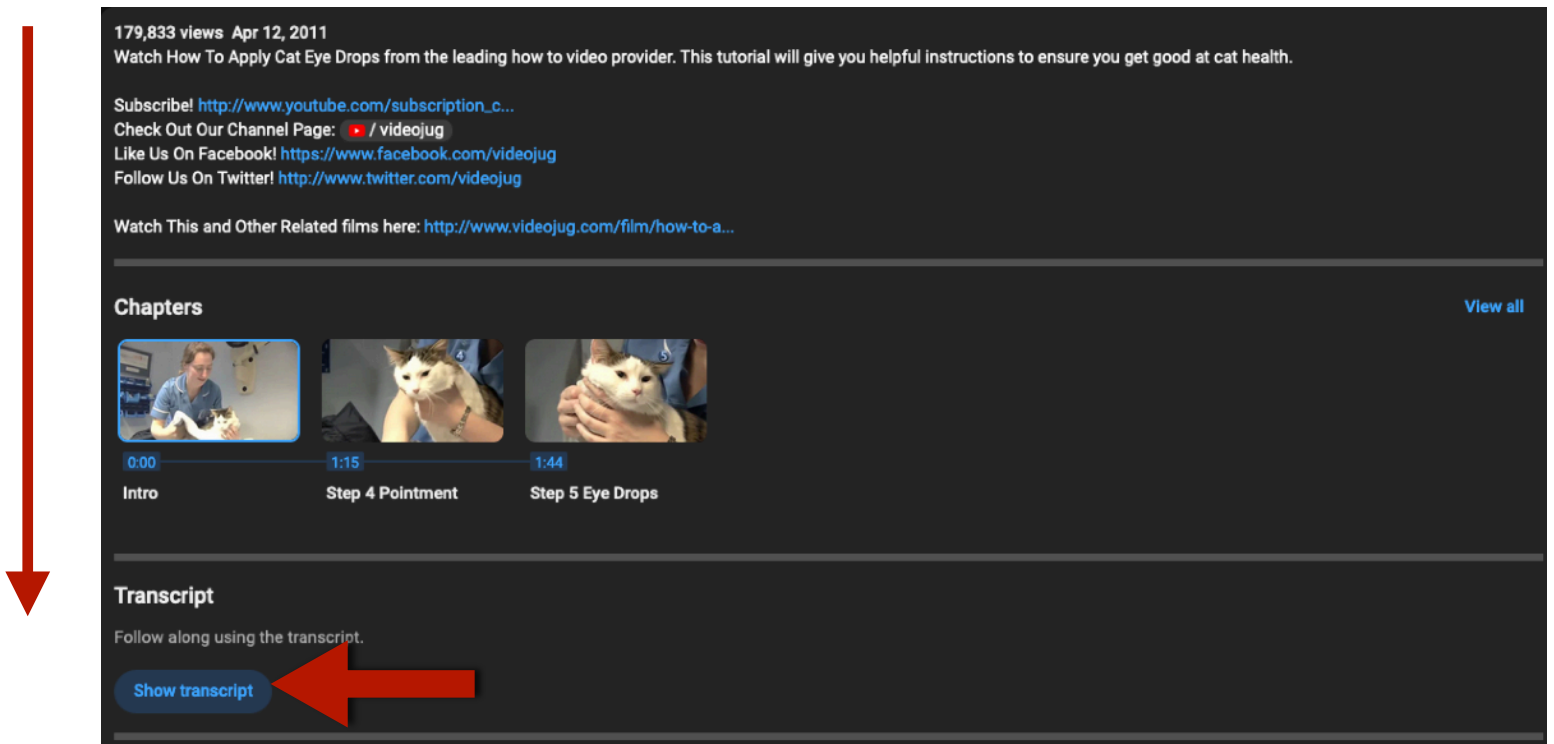 179,833 views Apr 12, 2011
Watch How To Apply Cat Eye Drops from the leading how to video provider. This tutorial will give you helpful instructions to ensure you get good at cat health.
Subscribe! http://www.youtube.com/subscription_c...
Check Out Our Channel Page: / videojug
Like Us On Facebook! https://www.facebook.com/videojug
Follow Us On Twitter! http://www.twitter.com/videojug
Watch This and Other Related films here: http://www.videojug.com/film/how-to-a...
Chapters
View all
4
5
0:00
1:15
1:44
Intro
Step 4 Pointment
Step 5 Eye Drops
Transcript
Follow along using the transcript.
Show transcript